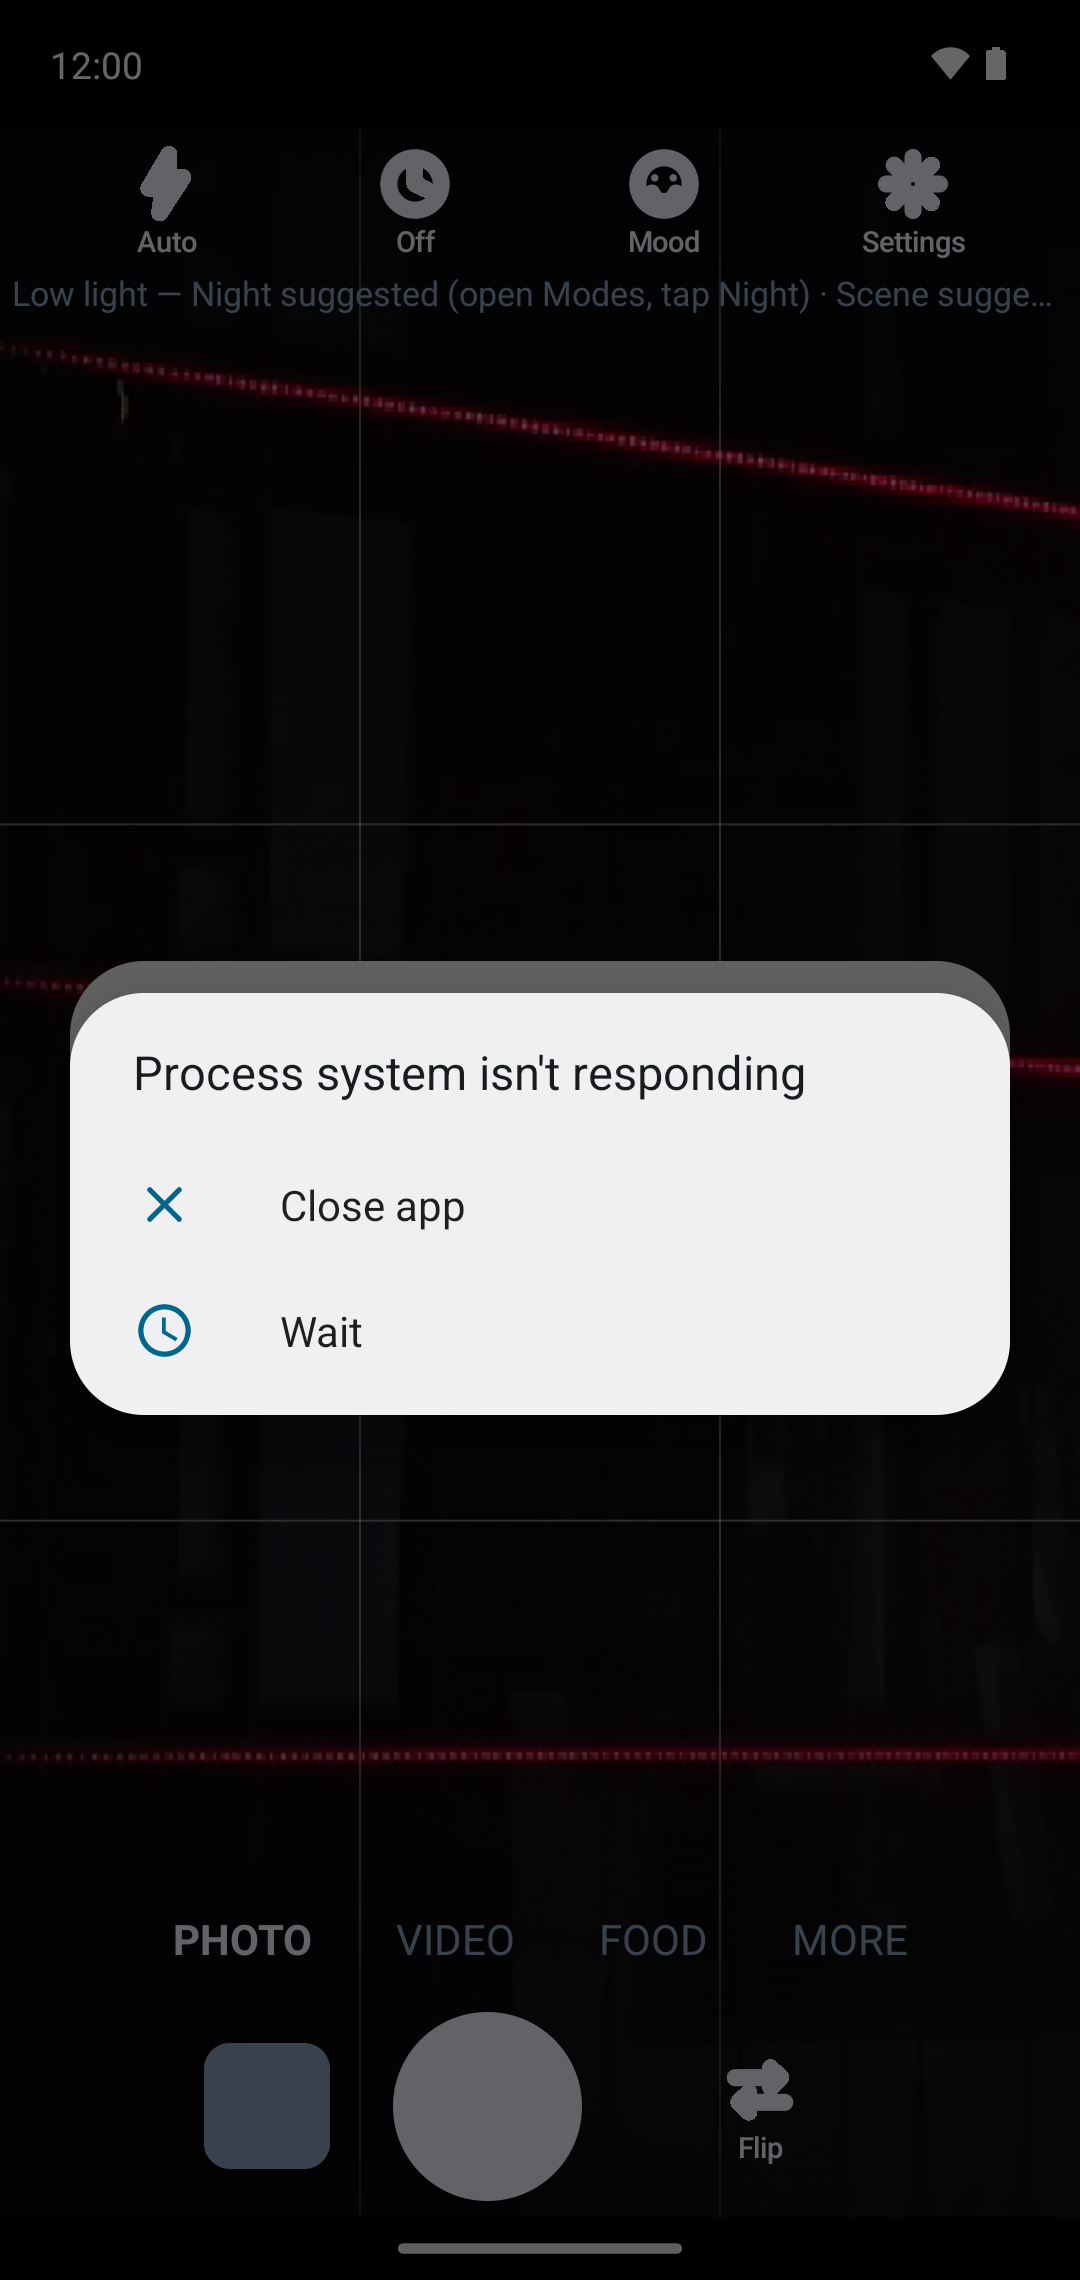 12:00
Auto
Off
Mood
Settings
Low light — Night suggested (open Modes, tap Night) · Scene sugge…
Process system isn't responding
Close app
Wait
PHOTO
VIDEO
FOOD
MORE
Flip